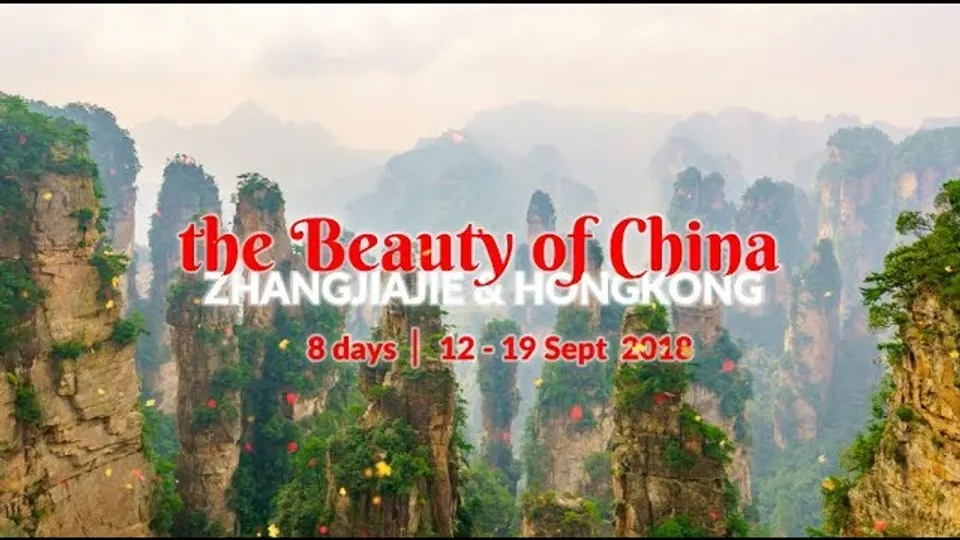 the Beauty of China
ZHANGJIAJIE & HONGKONG
8 days | 12 - 19 Sept 2018